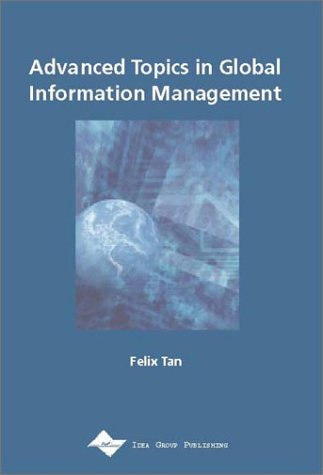 Advanced Topics in Global
Information Management
Felix Tan
IDEA GROUP PUBLISHING